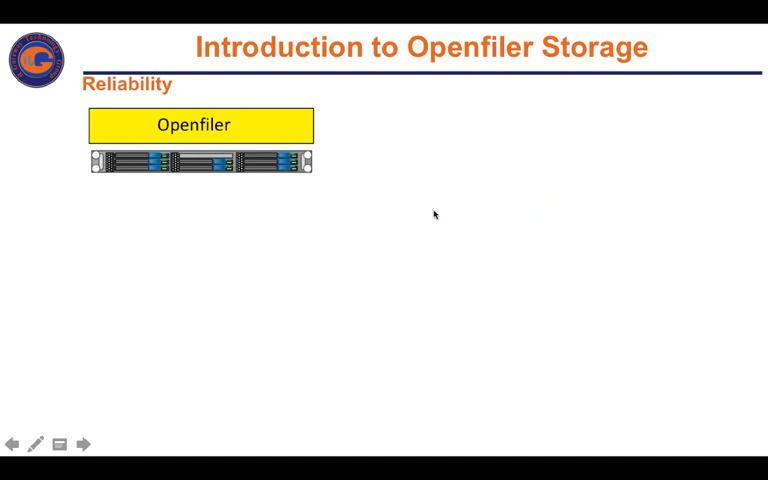 Introduction to Openfiler Storage
Reliability
Openfiler